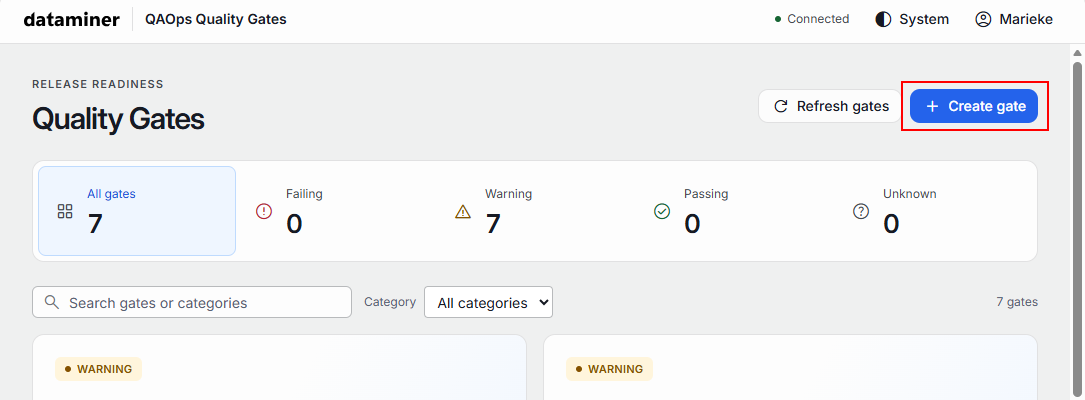 dataminer QAOps Quality Gates Connected System Marieke
RELEASE READINESS
Quality Gates
Refresh gates
Create gate
All gates
7
Failing
0
Warning
7
Passing
0
Unknown
0
Search gates or categories
Category
All categories
7 gates
WARNING
WARNING